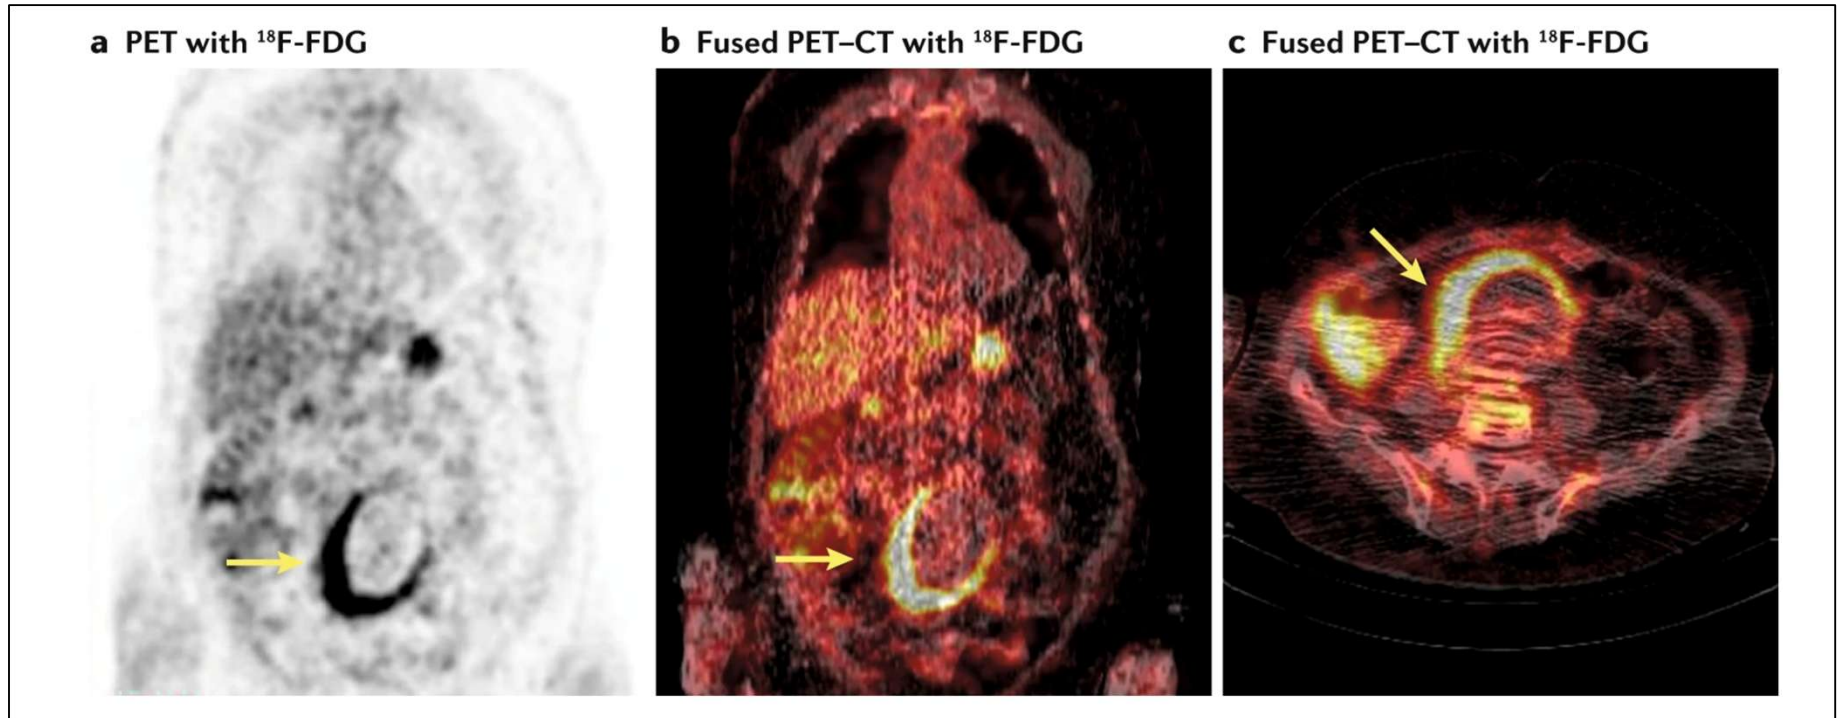 a PET with ¹⁸F-FDG
b Fused PET–CT with ¹⁸F-FDG
c Fused PET–CT with ¹⁸F-FDG